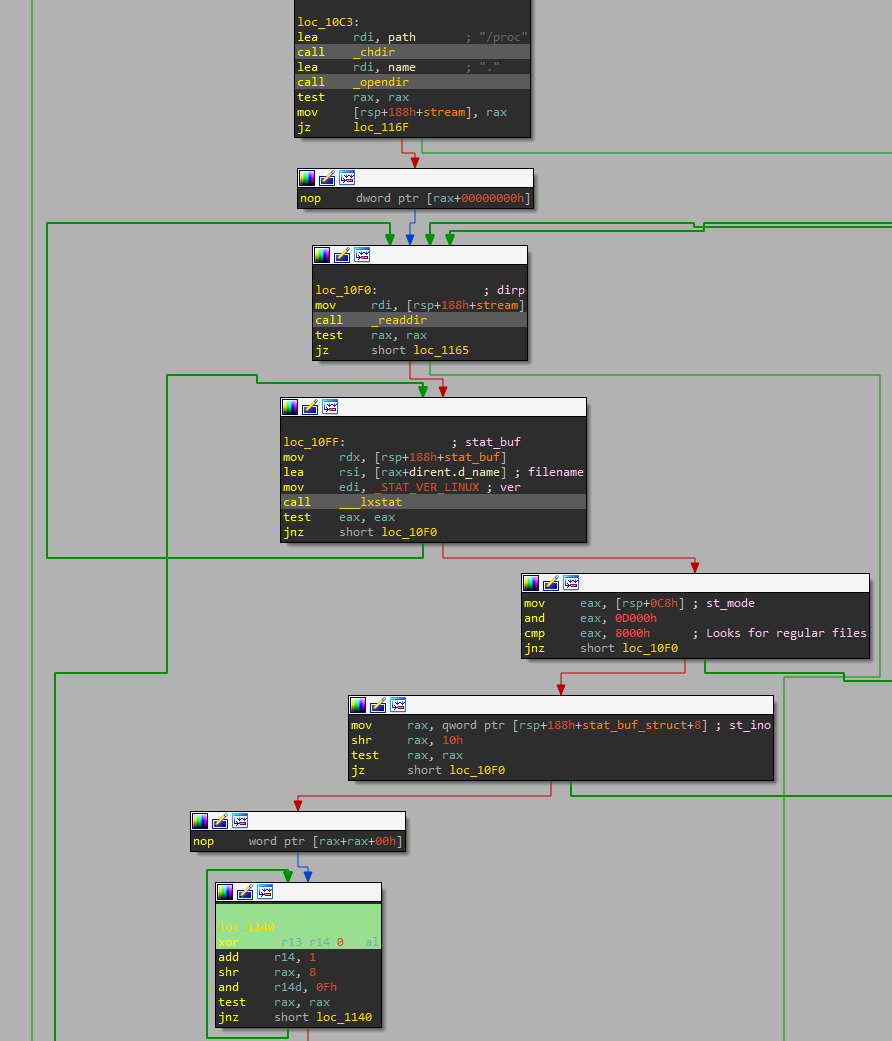 loc_10C3:
lea rdi, path ; "/proc"
call _chdir
lea rdi, name ; "."
call _opendir
test rax, rax
mov [rsp+188h+stream], rax
jz loc_116F
nop dword ptr [rax+00000000h]
loc_10F0: ; dirp
mov rdi, [rsp+188h+stream]
call _readdir
test rax, rax
jz short loc_1165
loc_10FF: ; stat_buf
mov rdx, [rsp+188h+stat_buf]
lea rsi, [rax+dirent.d_name] ; filename
mov edi, _STAT_VER_LINUX ; ver
call ___lxstat
test eax, eax
jnz short loc_10F0
mov eax, [rsp+0C8h] ; st_mode
and eax, 0D000h
cmp eax, 8000h ; Looks for regular files
jnz short loc_10F0
mov rax, qword ptr [rsp+188h+stat_buf_struct+8] ; st_ino
shr rax, 10h
test rax, rax
jz short loc_10F0
nop word ptr [rax+rax+00h]
loc_1140
xor r13 r14 0 al
add r14, 1
shr rax, 8
and r14d, 0Fh
test rax, rax
jnz short loc_1140